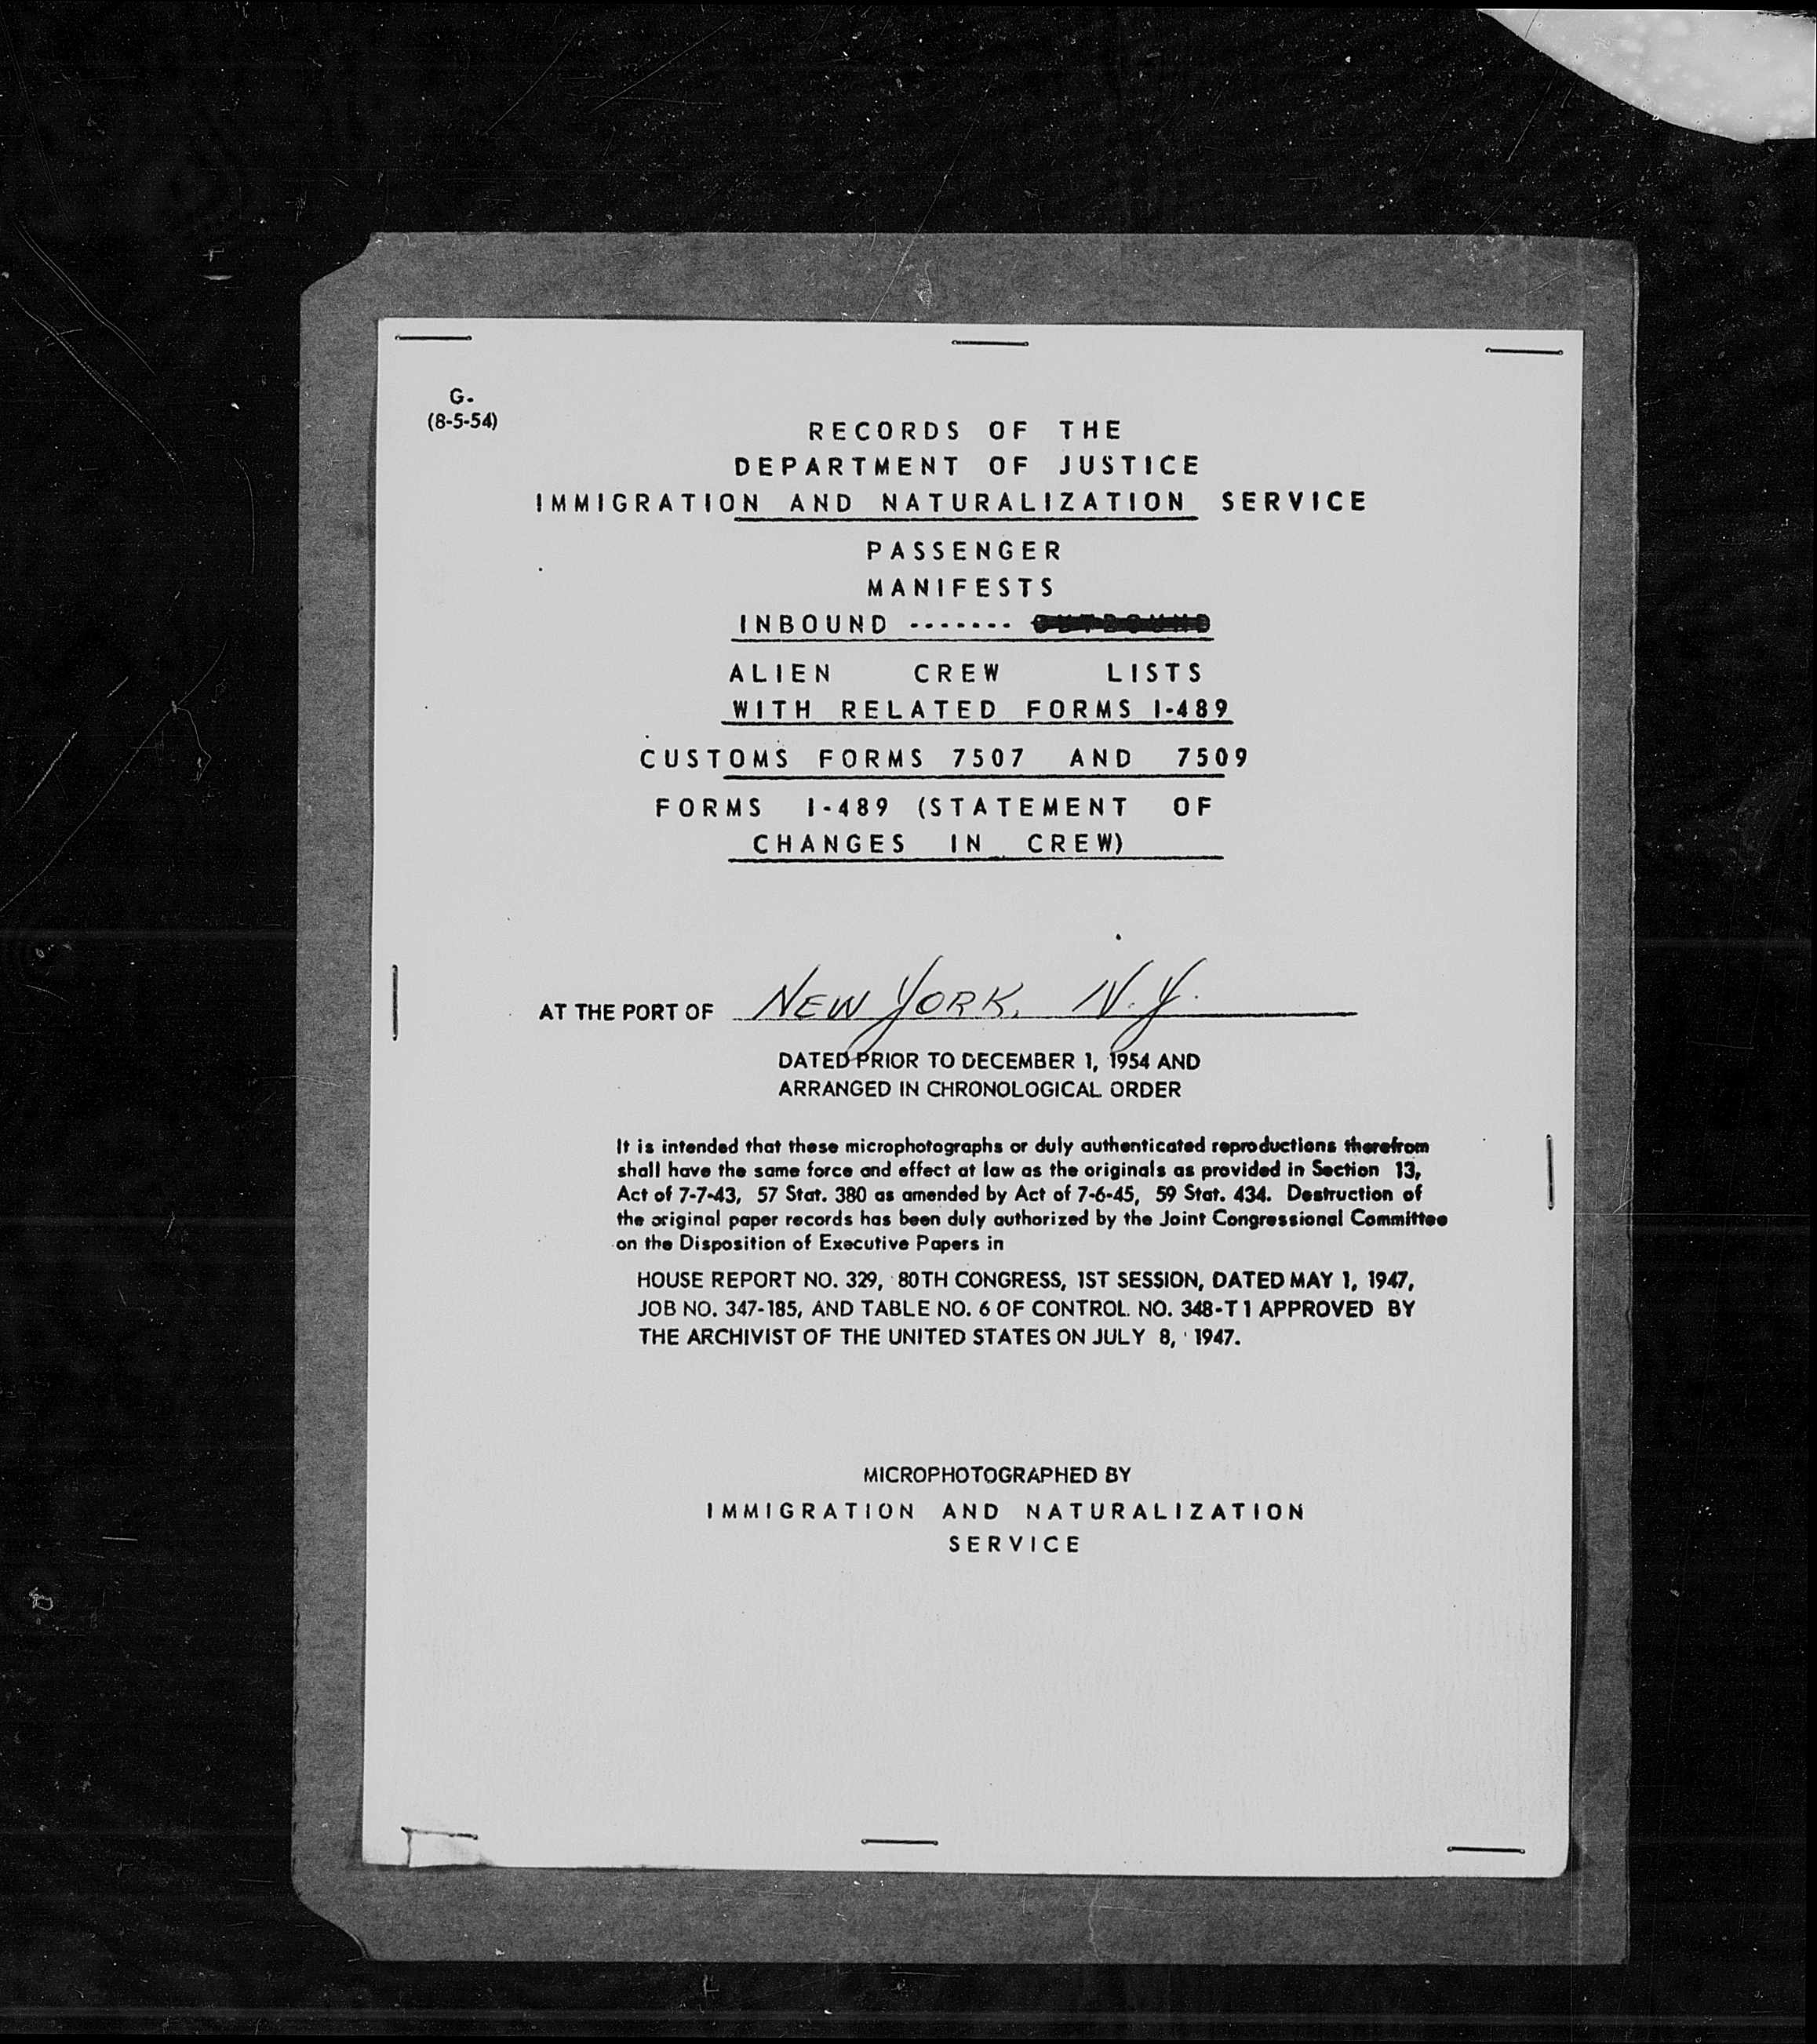 G.
(8-5-54)
RECORDS OF THE
DEPARTMENT OF JUSTICE
IMMIGRATION AND NATURALIZATION SERVICE
PASSENGER
MANIFESTS
INBOUND ------- OUTBOUND
ALIEN CREW LISTS
WITH RELATED FORMS I-489
CUSTOMS FORMS 7507 AND 7509
FORMS I-489 (STATEMENT OF
CHANGES IN CREW)
AT THE PORT OF NEW YORK, N.Y.
DATED PRIOR TO DECEMBER 1, 1954 AND
ARRANGED IN CHRONOLOGICAL ORDER
It is intended that these microphotographs or duly authenticated reproductions therefrom
shall have the same force and effect at law as the originals as provided in Section 13,
Act of 7-7-43, 57 Stat. 380 as amended by Act of 7-6-45, 59 Stat. 434. Destruction of
the original paper records has been duly authorized by the Joint Congressional Committee
on the Disposition of Executive Papers in
HOUSE REPORT NO. 329, 80TH CONGRESS, 1ST SESSION, DATED MAY 1, 1947,
JOB NO. 347-185, AND TABLE NO. 6 OF CONTROL NO. 348-T1 APPROVED BY
THE ARCHIVIST OF THE UNITED STATES ON JULY 8, 1947.
MICROPHOTOGRAPHED BY
IMMIGRATION AND NATURALIZATION
SERVICE